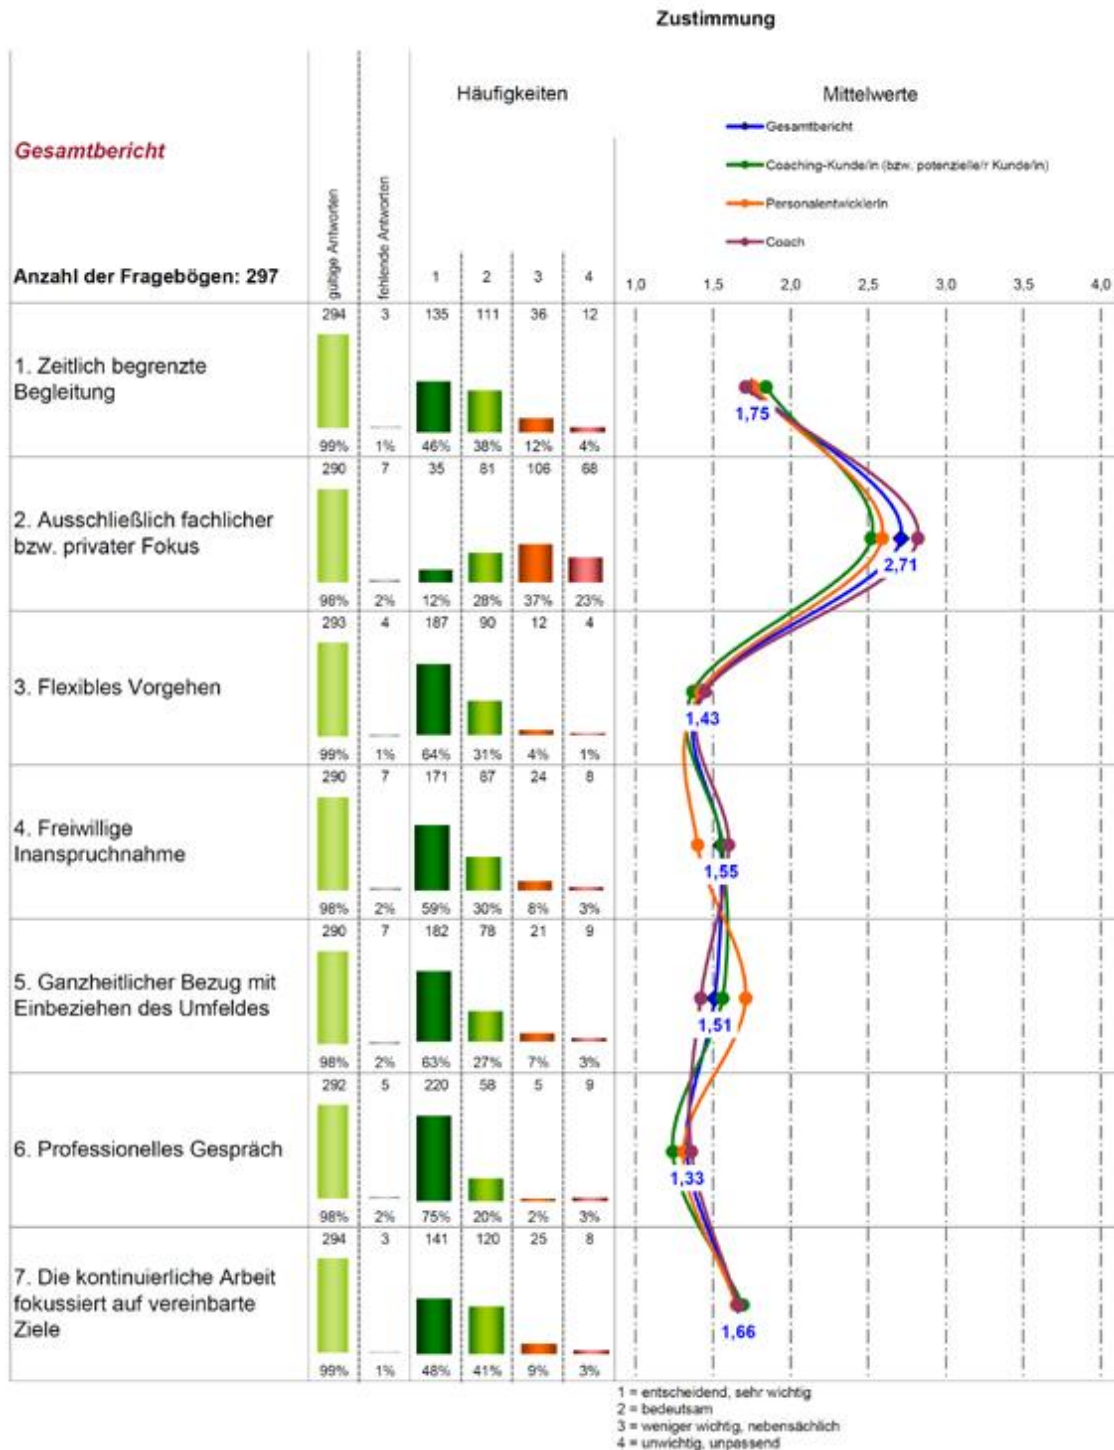 Zustimmung
Häufigkeiten
Mittelwerte
Gesamtbericht
Gesamtbericht
Coaching-Kunde/in (bzw. potenzielle/r Kunde/in)
PersonalentwicklerIn
Coach
gültige Antworten
fehlende Antworten
Anzahl der Fragebögen: 297
1 2 3 4
1,0 1,5 2,0 2,5 3,0 3,5 4,0
294 3 135 111 36 12
1. Zeitlich begrenzte
Begleitung
1,75
99% 1% 46% 38% 12% 4%
290 7 35 81 106 68
2. Ausschließlich fachlicher
bzw. privater Fokus
2,71
98% 2% 12% 28% 37% 23%
293 4 187 90 12 4
3. Flexibles Vorgehen
1,43
99% 1% 64% 31% 4% 1%
290 7 171 87 24 8
4. Freiwillige
Inanspruchnahme
1,55
98% 2% 59% 30% 8% 3%
290 7 182 78 21 9
5. Ganzheitlicher Bezug mit
Einbeziehen des Umfeldes
1,51
98% 2% 63% 27% 7% 3%
292 5 220 58 5 9
6. Professionelles Gespräch
1,33
98% 2% 75% 20% 2% 3%
294 3 141 120 25 8
7. Die kontinuierliche Arbeit
fokussiert auf vereinbarte
Ziele
1,66
99% 1% 48% 41% 9% 3%
1 = entscheidend, sehr wichtig
2 = bedeutsam
3 = weniger wichtig, nebensächlich
4 = unwichtig, unpassend